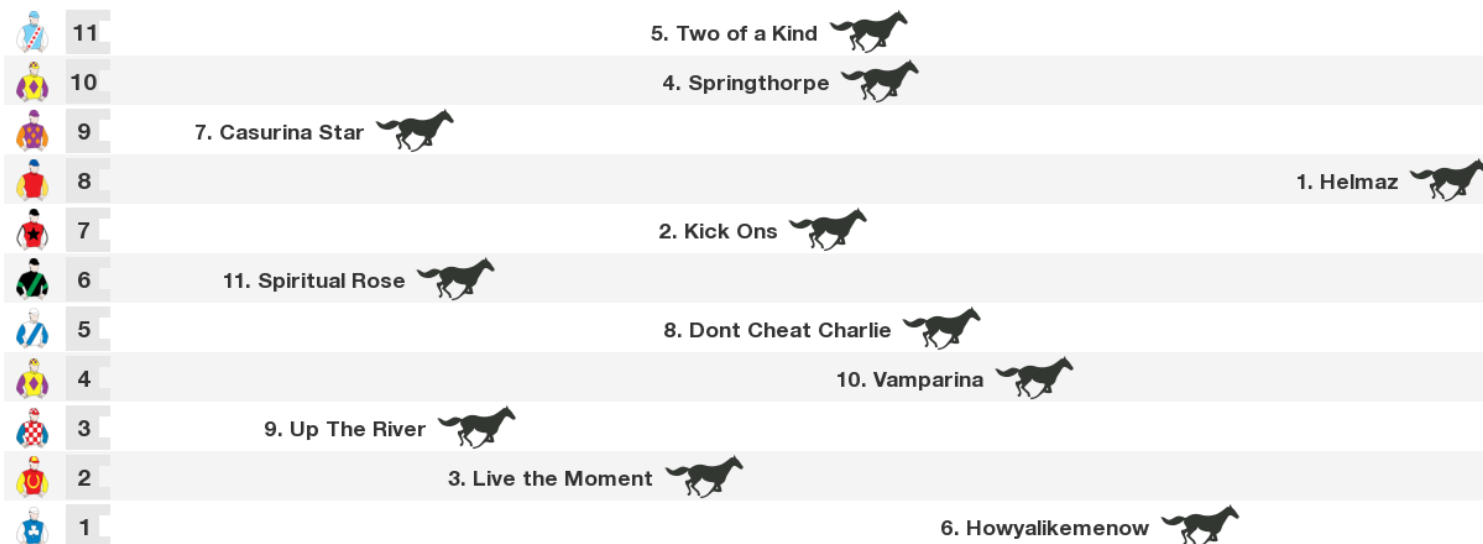 11 5. Two of a Kind
10 4. Springthorpe
9 7. Casurina Star
8 1. Helmaz
7 2. Kick Ons
6 11. Spiritual Rose
5 8. Dont Cheat Charlie
4 10. Vamparina
3 9. Up The River
2 3. Live the Moment
1 6. Howyalikemenow